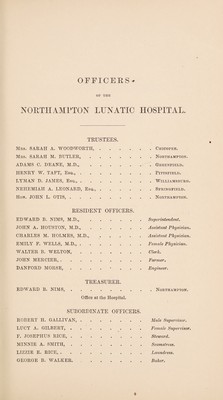 OFFICERS
OF THE
NORTHAMPTON LUNATIC HOSPITAL.
TRUSTEES.
Mrs. SARAH A. WOODWORTH, . . . . . . . Chicopee.
Mrs. SARAH M. BUTLER, . . . . . . . Northampton.
ADAMS C. DEANE, M.D., . . . . . . . Greenfield.
HENRY W. TAFT, Esq., . . . . . . . Pittsfield.
LYMAN D. JAMES, Esq., . . . . . . . Williamsburg.
NEHEMIAH A. LEONARD, Esq., . . . . . . . Springfield.
Hon. JOHN L. OTIS, . . . . . . . Northampton.
RESIDENT OFFICERS.
EDWARD B. NIMS, M.D., . . . . . . . Superintendent.
JOHN A. HOUSTON, M.D., . . . . . . . Assistant Physician.
CHARLES M. HOLMES, M.D., . . . . . . . Assistant Physician.
EMILY F. WELLS, M.D., . . . . . . . Female Physician.
WALTER B. WELTON, . . . . . . . Clerk.
JOHN MERCIER, . . . . . . . Farmer.
DANFORD MORSE, . . . . . . . Engineer.
TREASURER.
EDWARD B. NIMS, . . . . . . . Northampton.
Office at the Hospital.
SUBORDINATE OFFICERS.
ROBERT H. GALLIVAN, . . . . . . . Male Supervisor.
LUCY A. GILBERT, . . . . . . . Female Supervisor.
F. JOSEPHUS RICE, . . . . . . . Steward.
MINNIE A. SMITH, . . . . . . . Seamstress.
LIZZIE E. RICE, . . . . . . . Laundress.
GEORGE B. WALKER. . . . . . . . Baker.